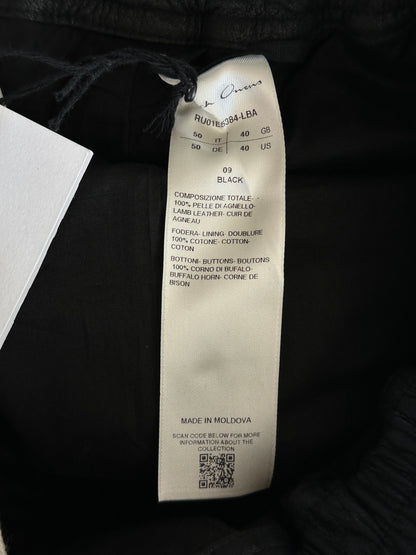 Owens
RU01E6384-LBA
50 IT 40 GB
50 DE 40 US
09
BLACK
COMPOSIZIONE TOTALE- -
100% PELLE DI AGNELLO-
LAMB LEATHER- CUIR DE
AGNEAU
FODERA- LINING- DOUBLURE
100% COTONE- COTTON-
COTON
BOTTONI- BUTTONS- BOUTONS
100% CORNO DI BUFALO-
BUFFALO HORN- CORNE DE
BISON
MADE IN MOLDOVA
SCAN CODE BELOW FOR MORE
INFORMATION ABOUT THE
COLLECTION